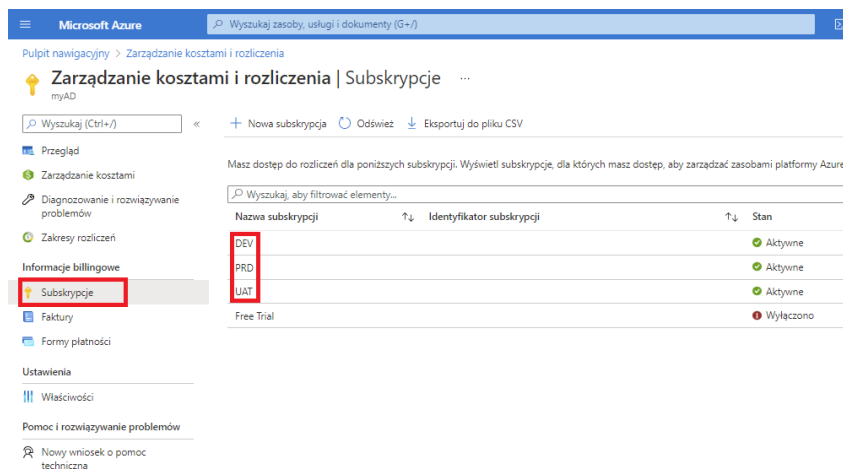 Microsoft Azure
Wyszukaj zasoby, usługi i dokumenty (G+/)
Pulpit nawigacyjny > Zarządzanie kosztami i rozliczenia
Zarządzanie kosztami i rozliczenia | Subskrypcje ...
myAD
Wyszukaj (Ctrl+/)
«
Przegląd
Zarządzanie kosztami
Diagnozowanie i rozwiązywanie
problemów
Zakresy rozliczeń
Informacje billingowe
Subskrypcje
Faktury
Formy płatności
Ustawienia
Właściwości
Pomoc i rozwiązywanie problemów
Nowy wniosek o pomoc
techniczna
+ Nowa subskrypcja Odśwież Eksportuj do pliku CSV
Masz dostęp do rozliczeń dla poniższych subskrypcji. Wyświetl subskrypcje, dla których masz dostęp, aby zarządzać zasobami platformy Azure
Wyszukaj, aby filtrować elementy...
Nazwa subskrypcji ↑↓ Identyfikator subskrypcji ↑↓ Stan
DEV Aktywne
PRD Aktywne
UAT Aktywne
Free Trial Wyłączono